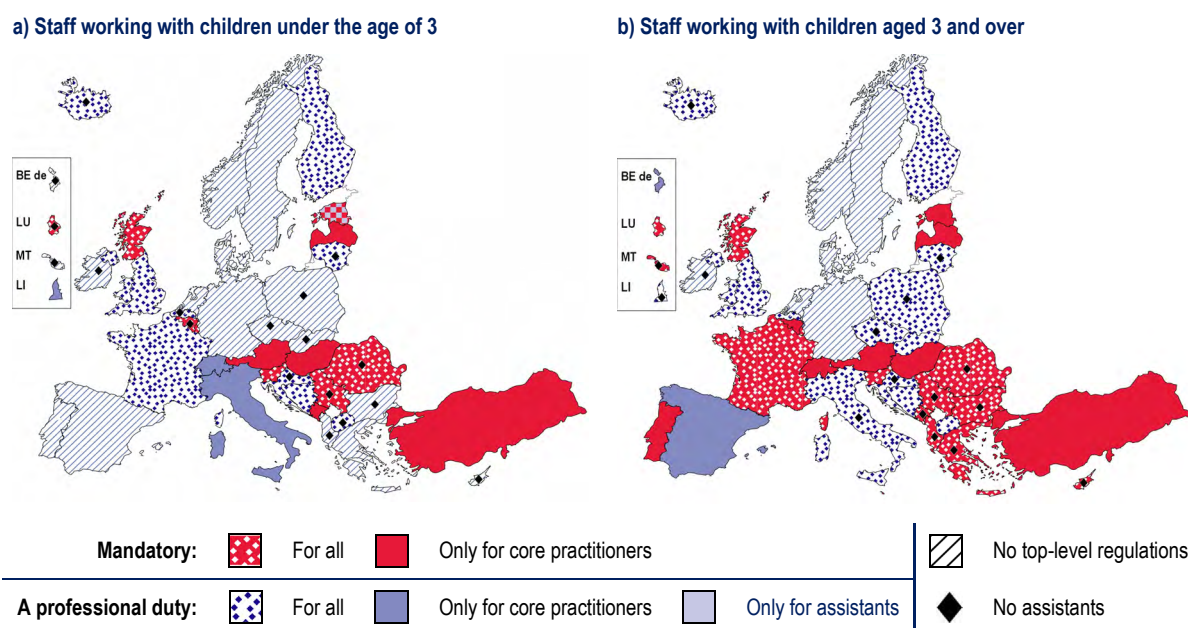 a) Staff working with children under the age of 3
b) Staff working with children aged 3 and over
BE de
LU
MT
LI
BE de
LU
MT
LI
Mandatory: For all Only for core practitioners No top-level regulations
A professional duty: For all Only for core practitioners Only for assistants No assistants